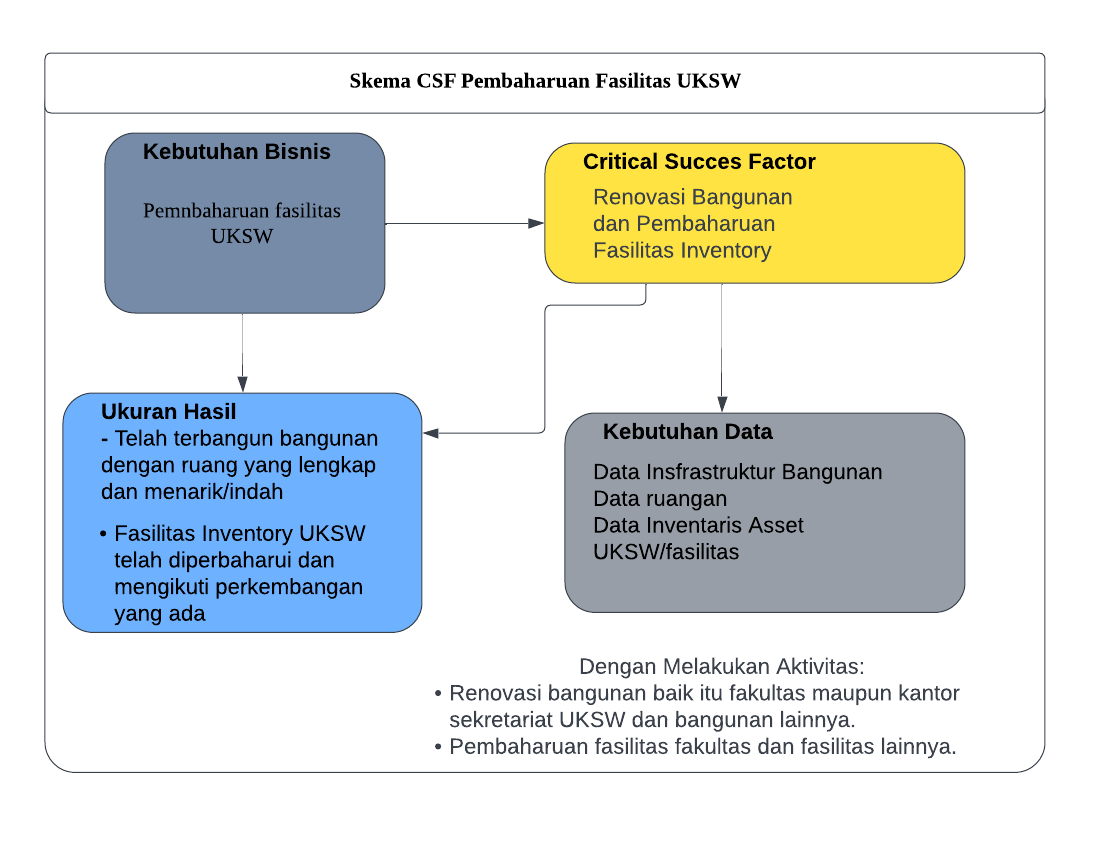 Skema CSF Pembaharuan Fasilitas UKSW
Kebutuhan Bisnis
Pemnbaharuan fasilitas
UKSW
Critical Succes Factor
Renovasi Bangunan
dan Pembaharuan
Fasilitas Inventory
Ukuran Hasil
- Telah terbangun bangunan
dengan ruang yang lengkap
dan menarik/indah
• Fasilitas Inventory UKSW
telah diperbaharui dan
mengikuti perkembangan
yang ada
Kebutuhan Data
Data Insfrastruktur Bangunan
Data ruangan
Data Inventaris Asset
UKSW/fasilitas
Dengan Melakukan Aktivitas:
• Renovasi bangunan baik itu fakultas maupun kantor
sekretariat UKSW dan bangunan lainnya.
• Pembaharuan fasilitas fakultas dan fasilitas lainnya.